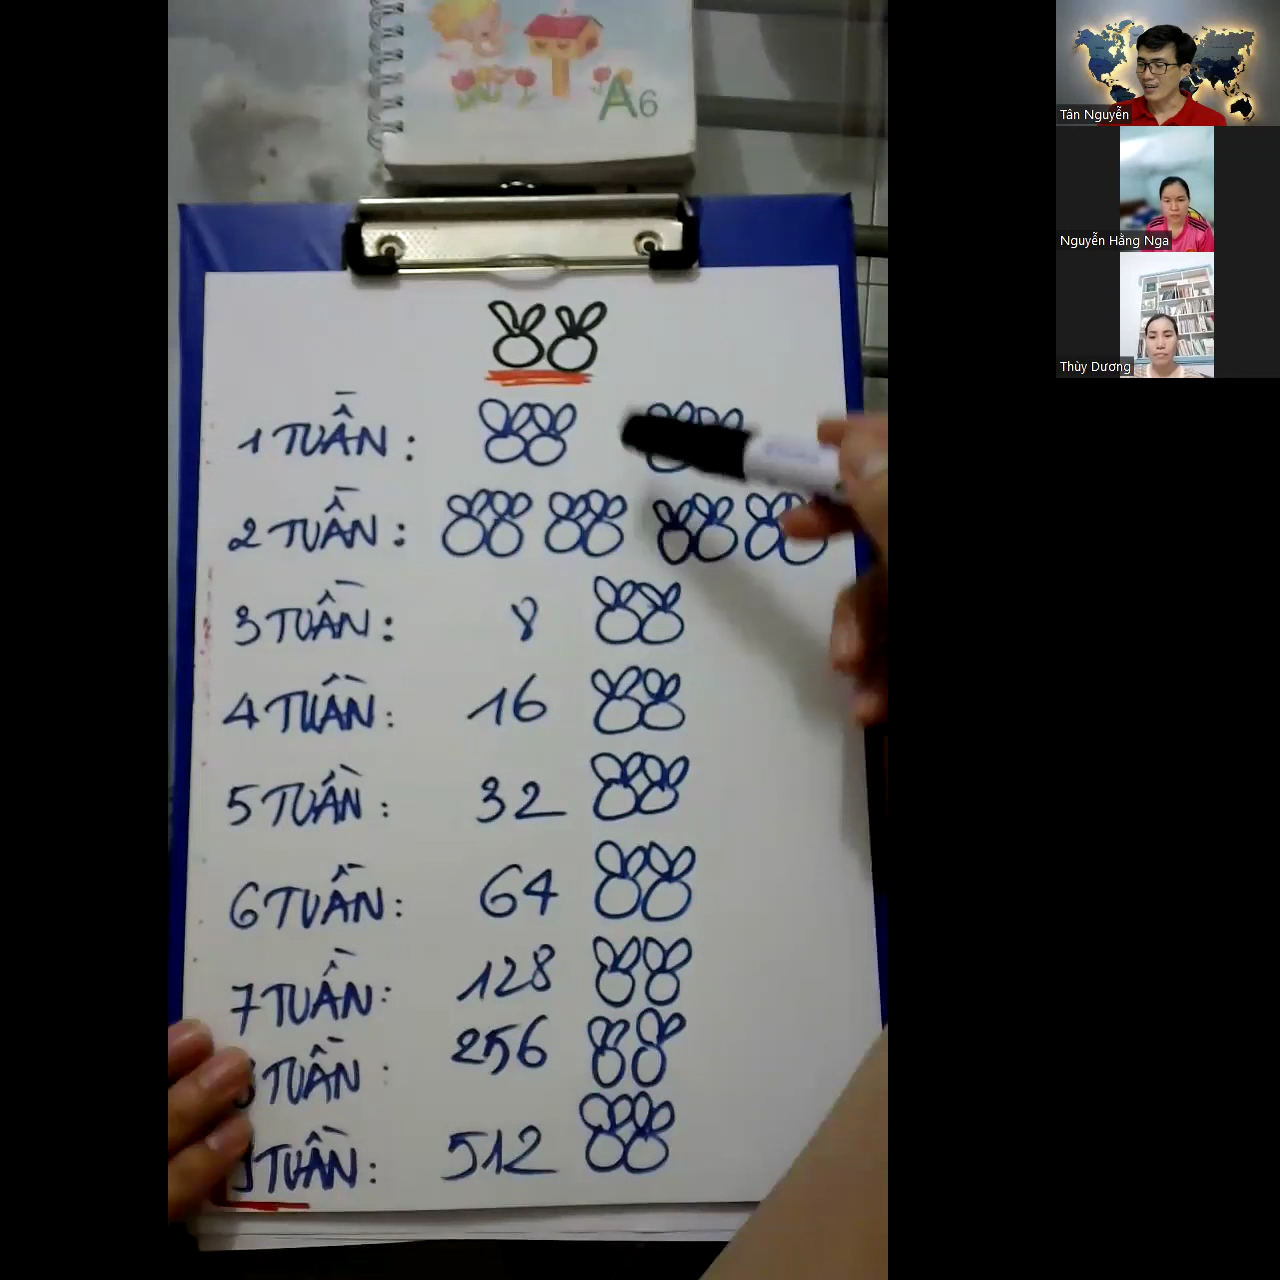 A6
1 TUẦN:
2 TUẦN:
3 TUẦN: 8
4 TUẦN: 16
5 TUẦN: 32
6 TUẦN: 64
7 TUẦN: 128
TUẦN: 256
TUẦN: 512
Tân Nguyễn
Nguyễn Hằng Nga
Thùy Dương